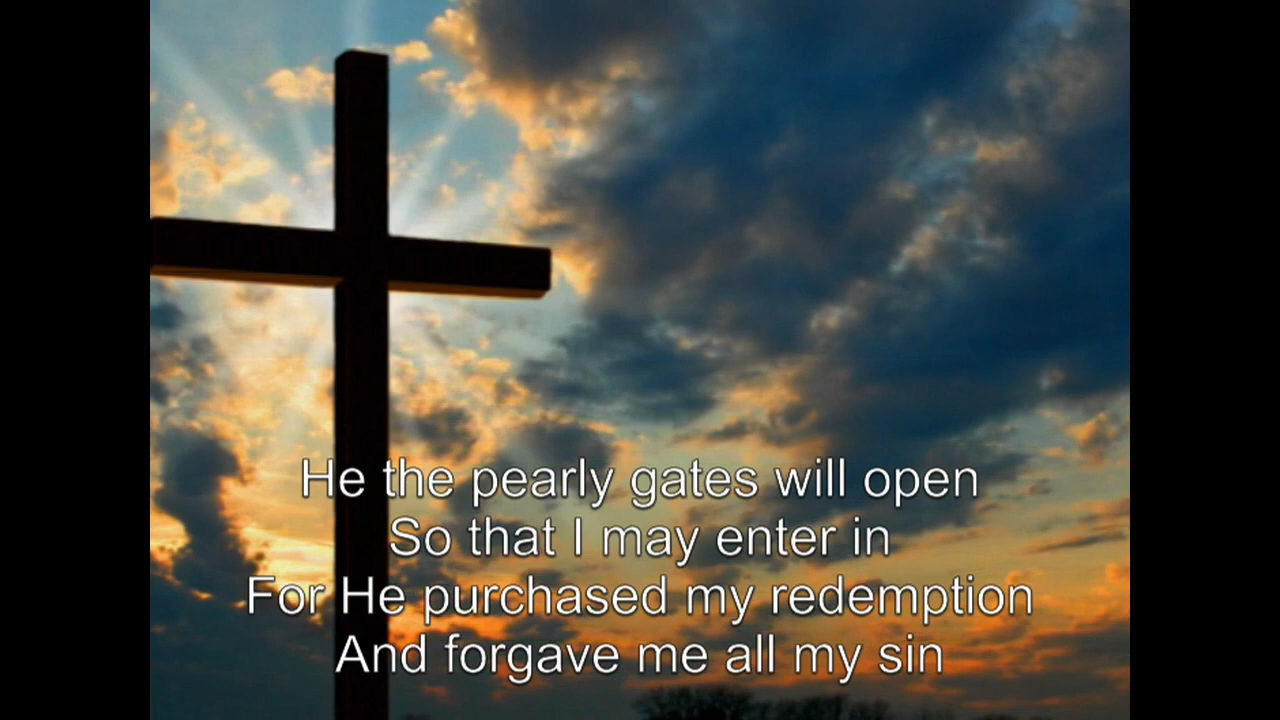 He the pearly gates will open
So that I may enter in
For He purchased my redemption
And forgave me all my sin